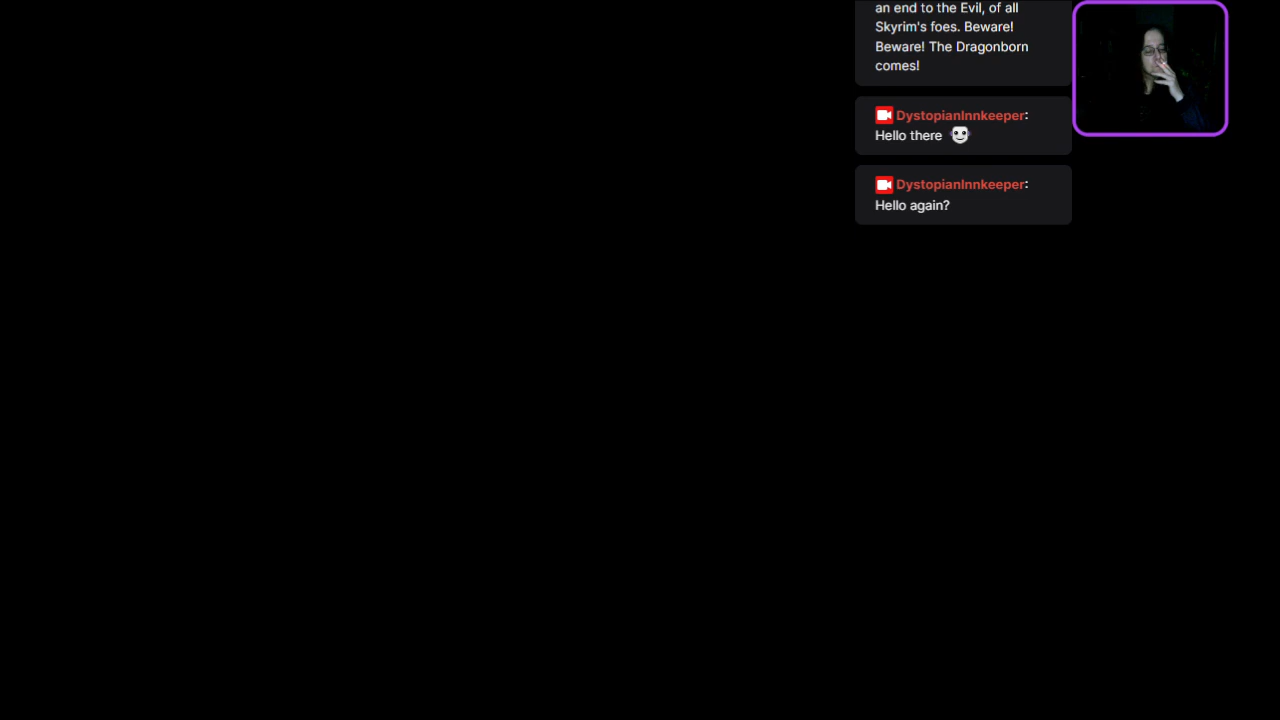 an end to the Evil, of all
Skyrim's foes. Beware!
Beware! The Dragonborn
comes!
DystopianInnkeeper:
Hello there
DystopianInnkeeper:
Hello again?